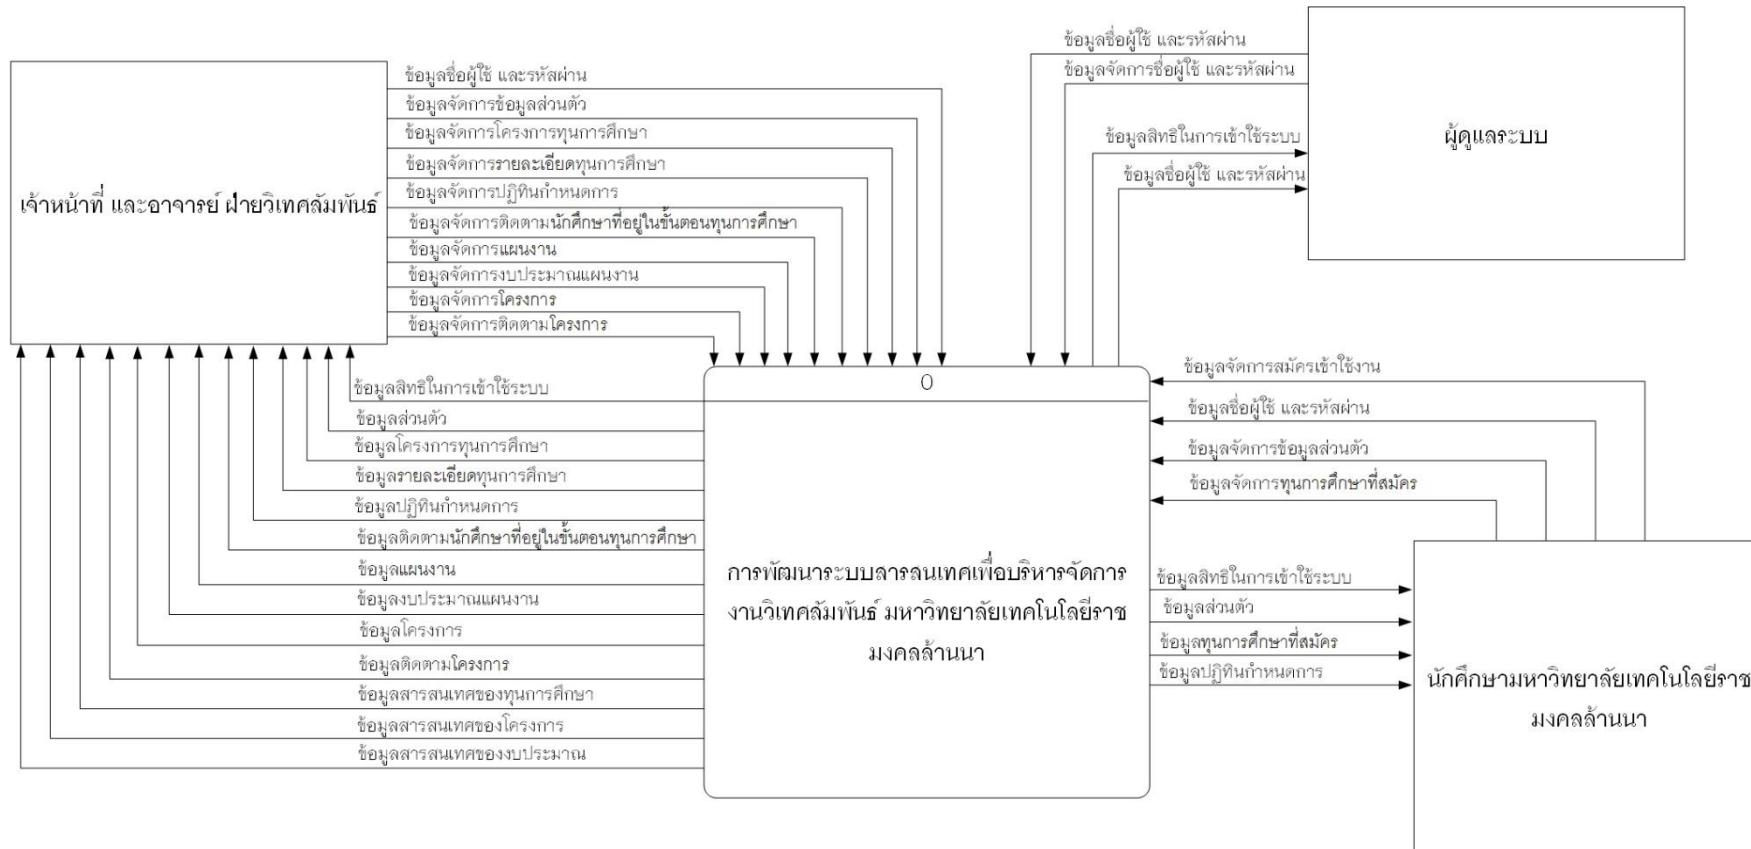 ข้อมูลชื่อผู้ใช้ และรหัสผ่าน
ข้อมูลจัดการชื่อผู้ใช้ และรหัสผ่าน
ข้อมูลสิทธิในการเข้าใช้ระบบ
ข้อมูลชื่อผู้ใช้ และรหัสผ่าน
ผู้ดูแลระบบ
เจ้าหน้าที่ และอาจารย์ ฝ่ายวิเทศสัมพันธ์
ข้อมูลชื่อผู้ใช้ และรหัสผ่าน
ข้อมูลจัดการข้อมูลส่วนตัว
ข้อมูลจัดการโครงการทุนการศึกษา
ข้อมูลจัดการรายละเอียดทุนการศึกษา
ข้อมูลจัดการปฏิทินกำหนดการ
ข้อมูลจัดการติดตามนักศึกษาที่อยู่ในขั้นตอนทุนการศึกษา
ข้อมูลจัดการแผนงาน
ข้อมูลจัดการงบประมาณแผนงาน
ข้อมูลจัดการโครงการ
ข้อมูลจัดการติดตามโครงการ
ข้อมูลสิทธิในการเข้าใช้ระบบ
ข้อมูลส่วนตัว
ข้อมูลโครงการทุนการศึกษา
ข้อมูลรายละเอียดทุนการศึกษา
ข้อมูลปฏิทินกำหนดการ
ข้อมูลติดตามนักศึกษาที่อยู่ในขั้นตอนทุนการศึกษา
ข้อมูลแผนงาน
ข้อมูลงบประมาณแผนงาน
ข้อมูลโครงการ
ข้อมูลติดตามโครงการ
ข้อมูลสารสนเทศของทุนการศึกษา
ข้อมูลสารสนเทศของโครงการ
ข้อมูลสารสนเทศของงบประมาณ
0
การพัฒนาระบบสารสนเทศเพื่อบริหารจัดการ
งานวิเทศสัมพันธ์ มหาวิทยาลัยเทคโนโลยีราช
มงคลล้านนา
ข้อมูลจัดการสมัครเข้าใช้งาน
ข้อมูลชื่อผู้ใช้ และรหัสผ่าน
ข้อมูลจัดการข้อมูลส่วนตัว
ข้อมูลจัดการทุนการศึกษาที่สมัคร
ข้อมูลสิทธิในการเข้าใช้ระบบ
ข้อมูลส่วนตัว
ข้อมูลทุนการศึกษาที่สมัคร
ข้อมูลปฏิทินกำหนดการ
นักศึกษามหาวิทยาลัยเทคโนโลยีราช
มงคลล้านนา